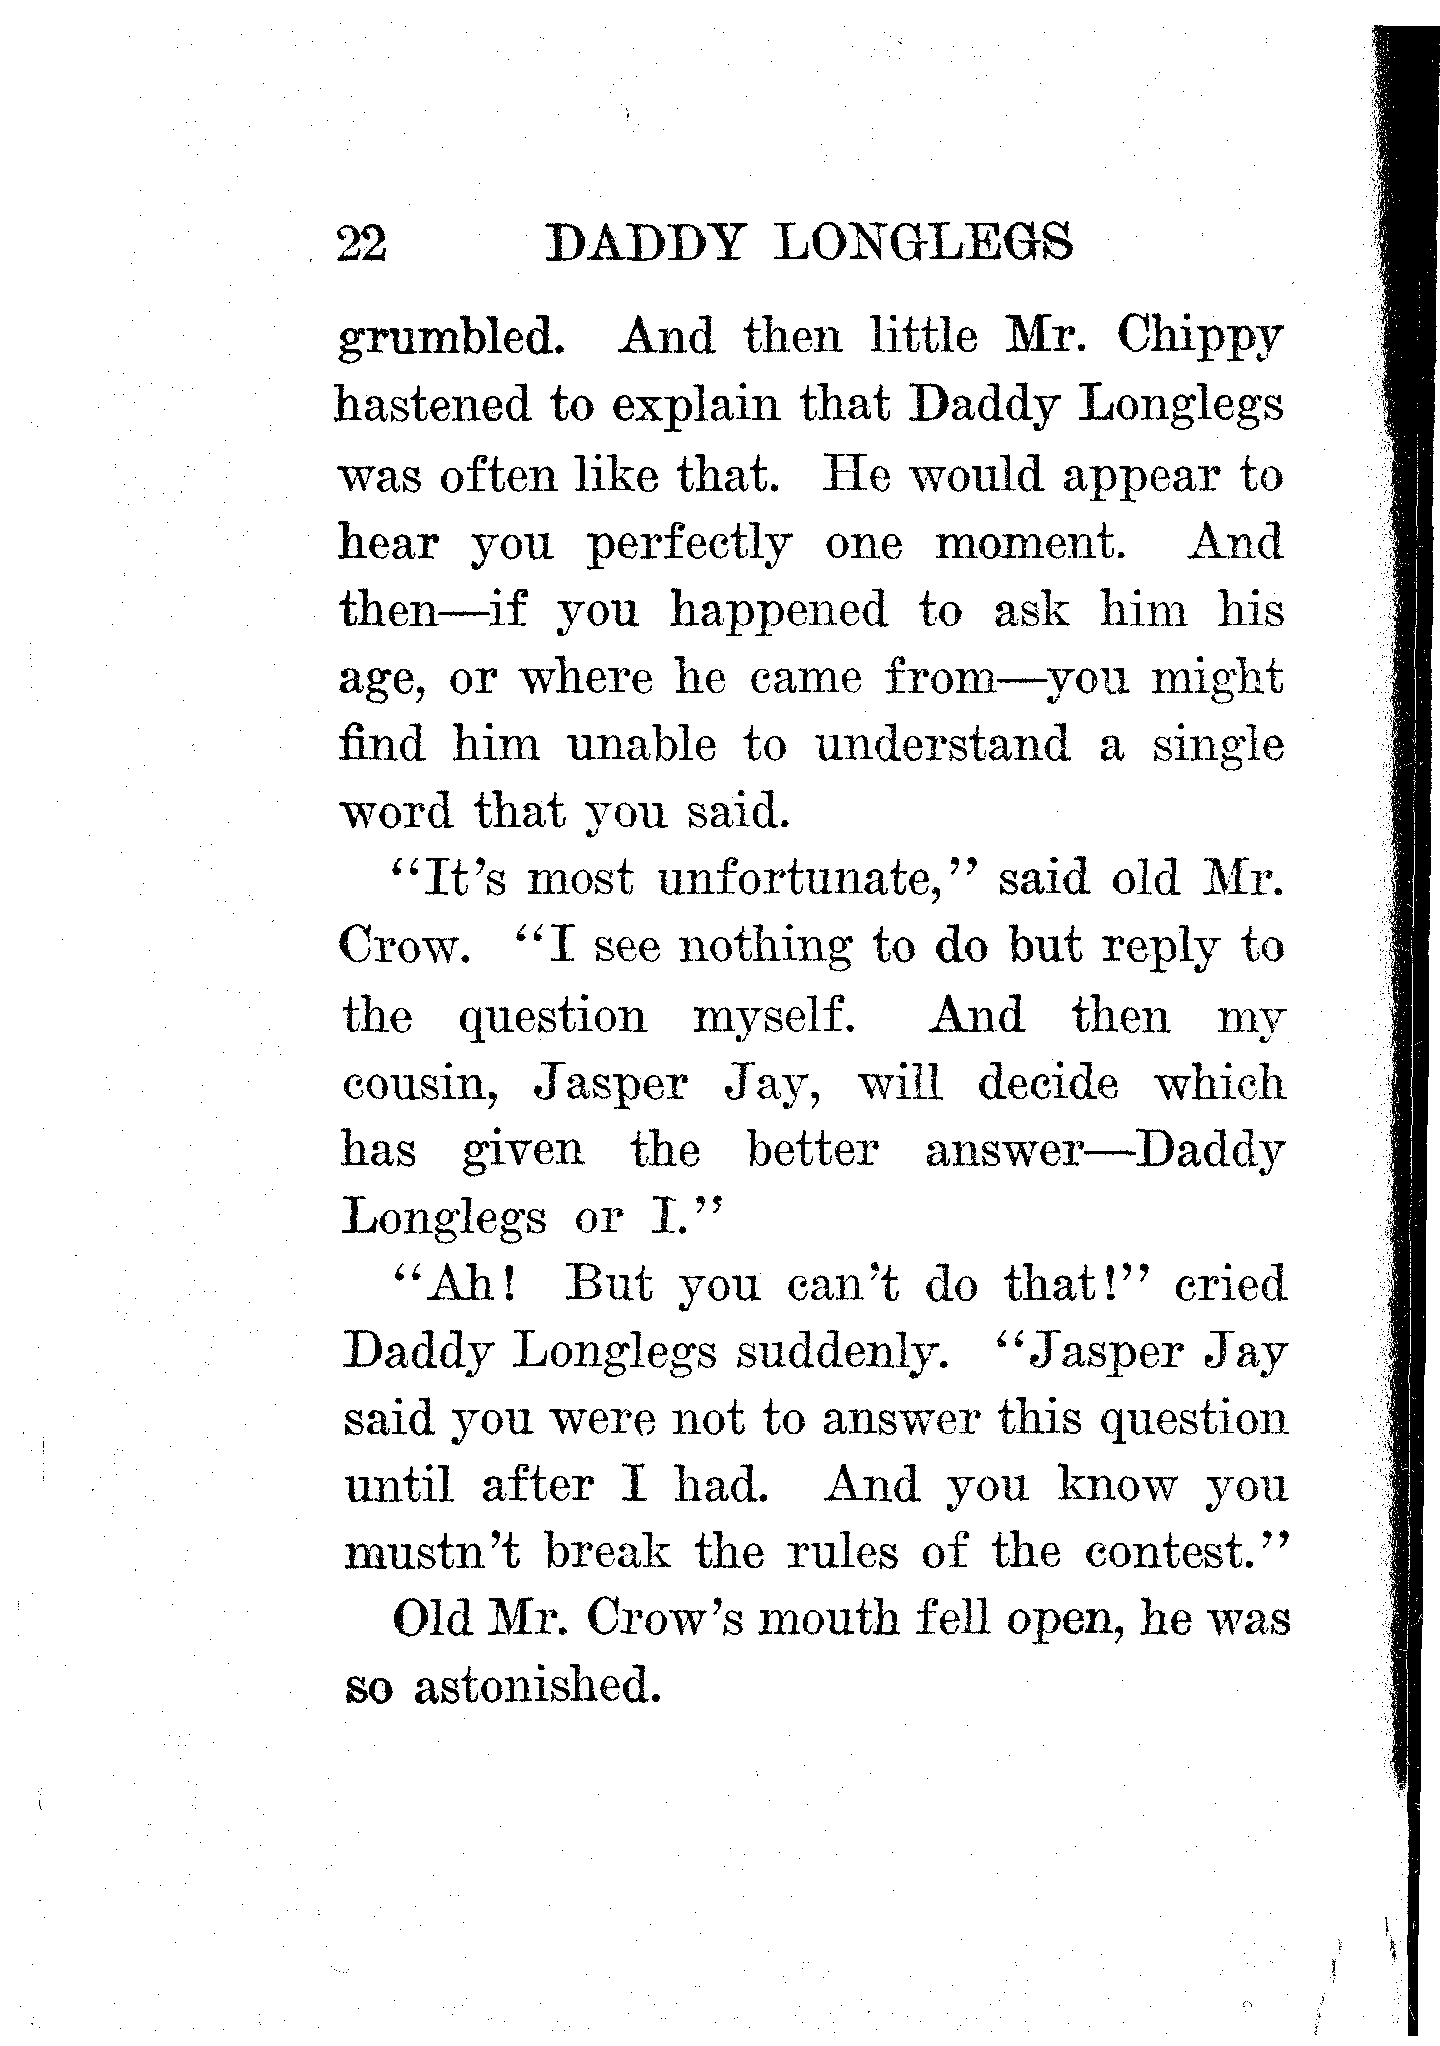 22 DADDY LONGLEGS
grumbled. And then little Mr. Chippy
hastened to explain that Daddy Longlegs
was often like that. He would appear to
hear you perfectly one moment. And
then—if you happened to ask him his
age, or where he came from—you might
find him unable to understand a single
word that you said.
"It's most unfortunate," said old Mr.
Crow. "I see nothing to do but reply to
the question myself. And then my
cousin, Jasper Jay, will decide which
has given the better answer—Daddy
Longlegs or I."
"Ah! But you can't do that!" cried
Daddy Longlegs suddenly. "Jasper Jay
said you were not to answer this question
until after I had. And you know you
mustn't break the rules of the contest."
Old Mr. Crow's mouth fell open, he was
so astonished.